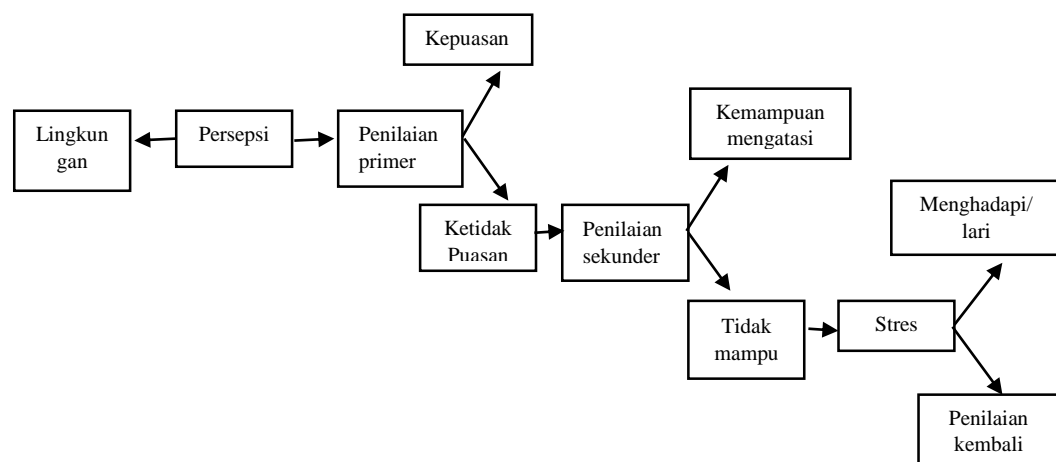 Kepuasan
Lingkun
gan
Persepsi
Penilaian
primer
Kemampuan
mengatasi
Ketidak
Puasan
Penilaian
sekunder
Menghadapi/
lari
Tidak
mampu
Stres
Penilaian
kembali